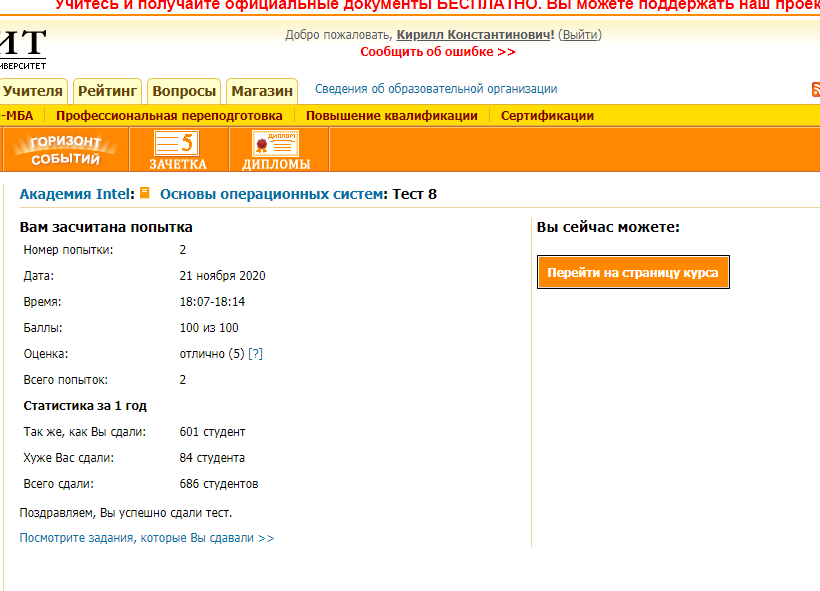 Учитесь и получайте официальные документы БЕСПЛАТНО. Вы можете поддержать наш проек
ИТ
ИВЕРСИТЕТ
Добро пожаловать, Кирилл Константинович! (Выйти)
Сообщить об ошибке >>
Учителя Рейтинг Вопросы Магазин Сведения об образовательной организации
-МБА Профессиональная переподготовка Повышение квалификации Сертификации
ГОРИЗОНТ СОБЫТИЙ
5
ЗАЧЕТКА
ДИПЛОМ
ДИПЛОМЫ
Академия Intel: Основы операционных систем: Тест 8
Вам засчитана попытка
Номер попытки: 2
Дата: 21 ноября 2020
Время: 18:07-18:14
Баллы: 100 из 100
Оценка: отлично (5) [?]
Всего попыток: 2
Статистика за 1 год
Так же, как Вы сдали: 601 студент
Хуже Вас сдали: 84 студента
Всего сдали: 686 студентов
Поздравляем, Вы успешно сдали тест.
Посмотрите задания, которые Вы сдавали >>
Вы сейчас можете:
Перейти на страницу курса